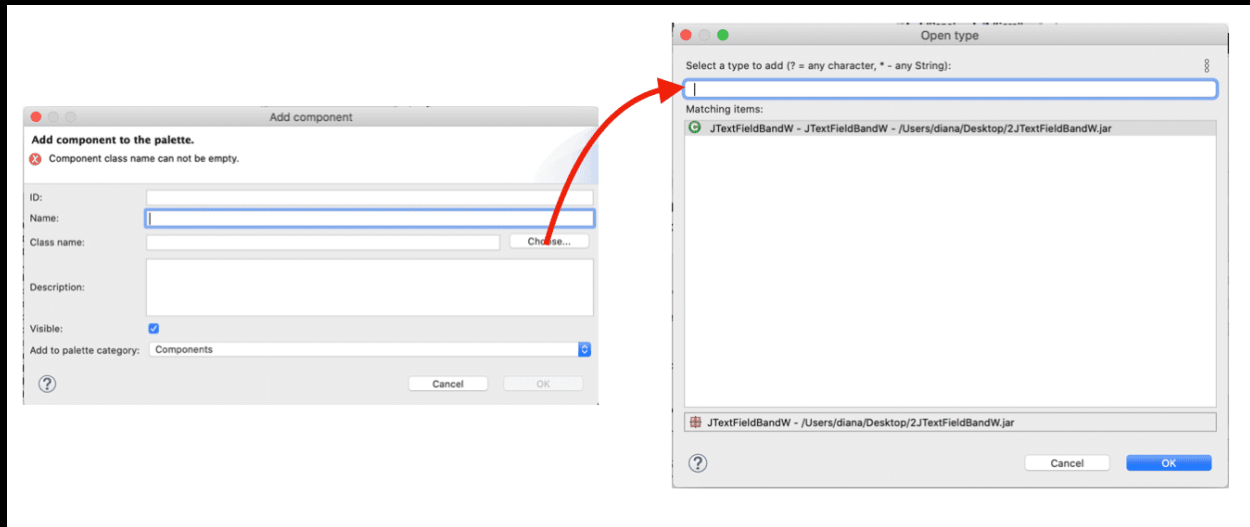 Add component
Add component to the palette.
Component class name can not be empty.
ID:
Name:
Class name:
Choose...
Description:
Visible:
Add to palette category:
Components
?
Cancel
OK
Open type
Select a type to add (? = any character, * - any String):
Matching items:
JTextFieldBandW - JTextFieldBandW - /Users/diana/Desktop/2JTextFieldBandW.jar
JTextFieldBandW - /Users/diana/Desktop/2JTextFieldBandW.jar
?
Cancel
OK